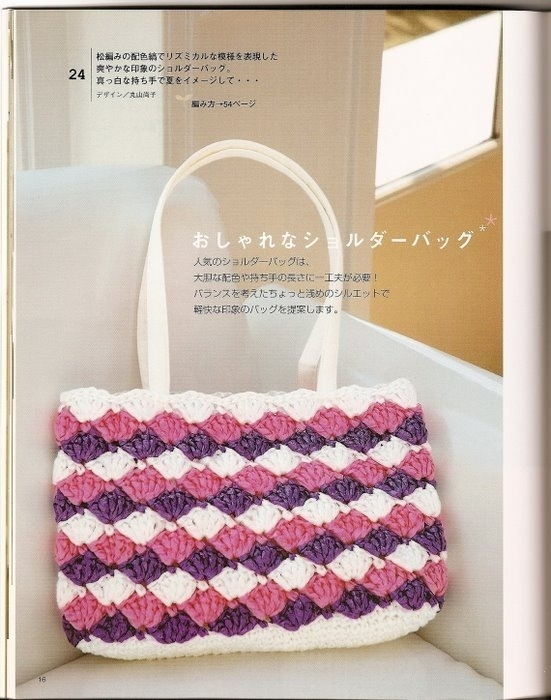 24
松編みの配色縞でリズミカルな模様を表現した
爽やかな印象のショルダーバッグ。
真っ白な持ち手で夏をイメージして・・・
デザイン／丸山尚子
編み方→54ページ
おしゃれなショルダーバッグ
人気のショルダーバッグは、
大胆な配色や持ち手の長さに一工夫が必要！
バランスを考えたちょっと浅めのシルエットで
軽快な印象のバッグを提案します。
16